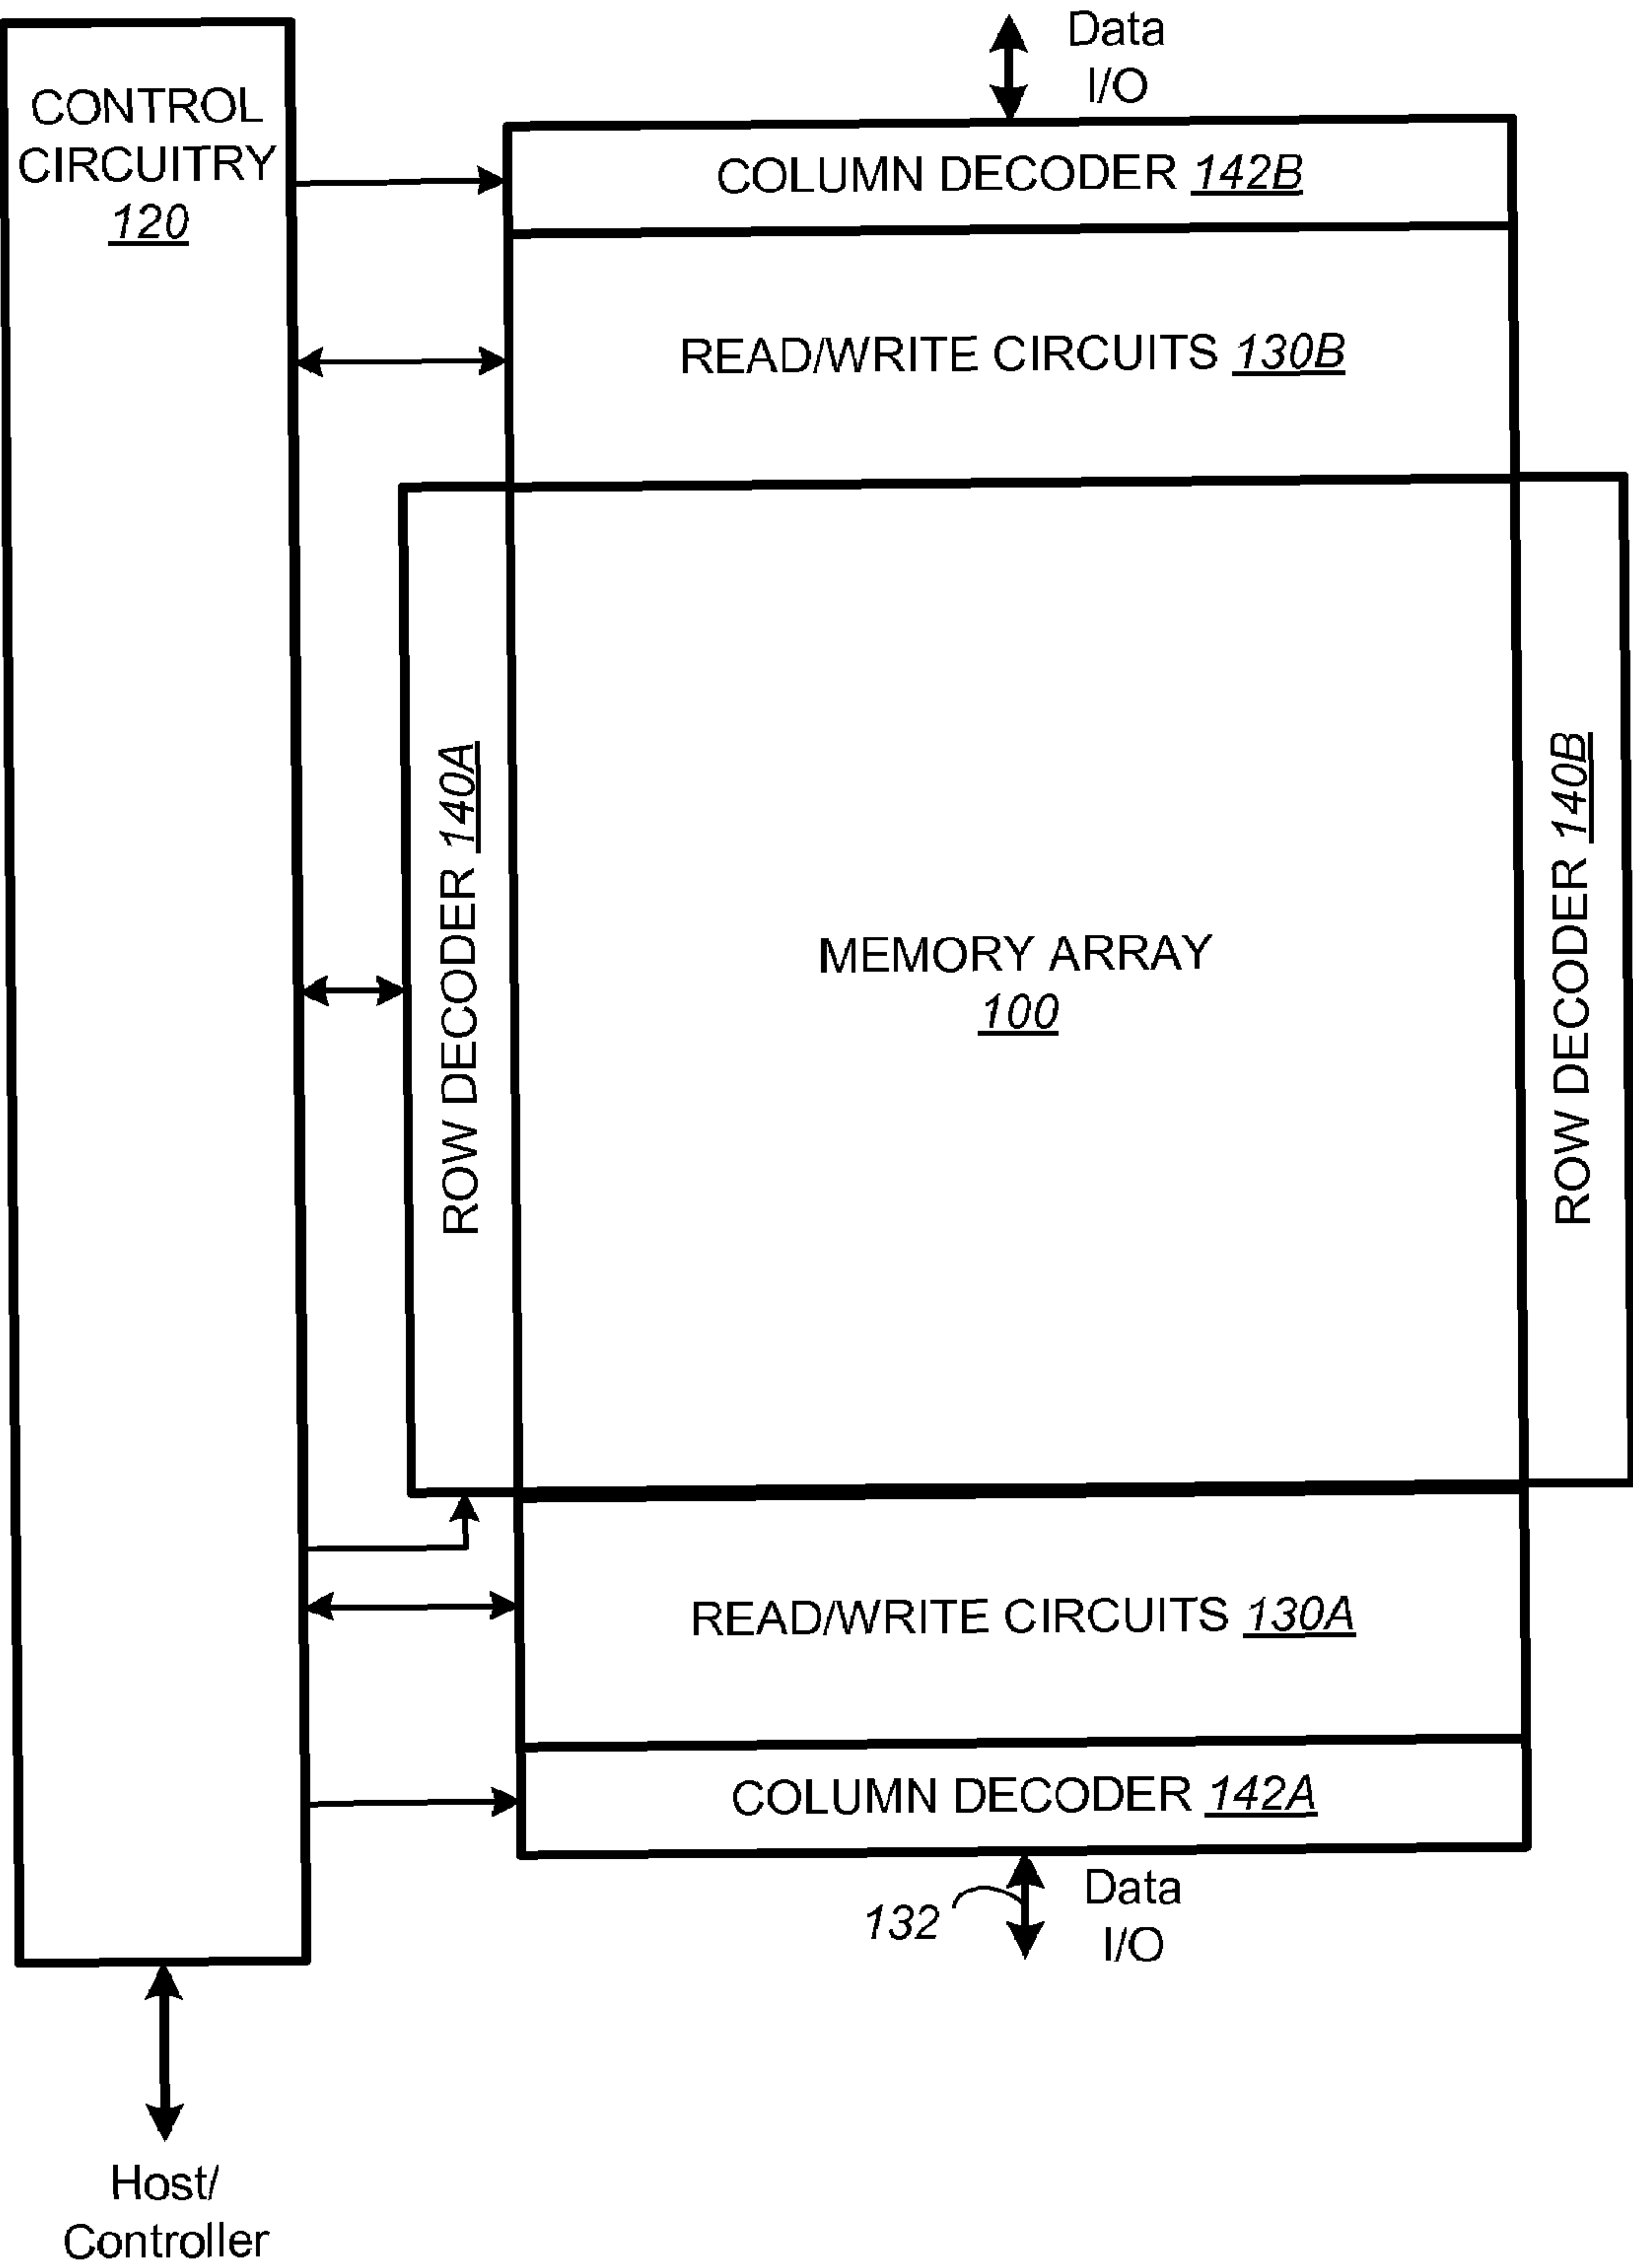 Data
I/O
CONTROL
CIRCUITRY
120
COLUMN DECODER 142B
READ/WRITE CIRCUITS 130B
ROW DECODER 140A
MEMORY ARRAY
100
ROW DECODER 140B
READ/WRITE CIRCUITS 130A
COLUMN DECODER 142A
132
Data
I/O
Host/
Controller